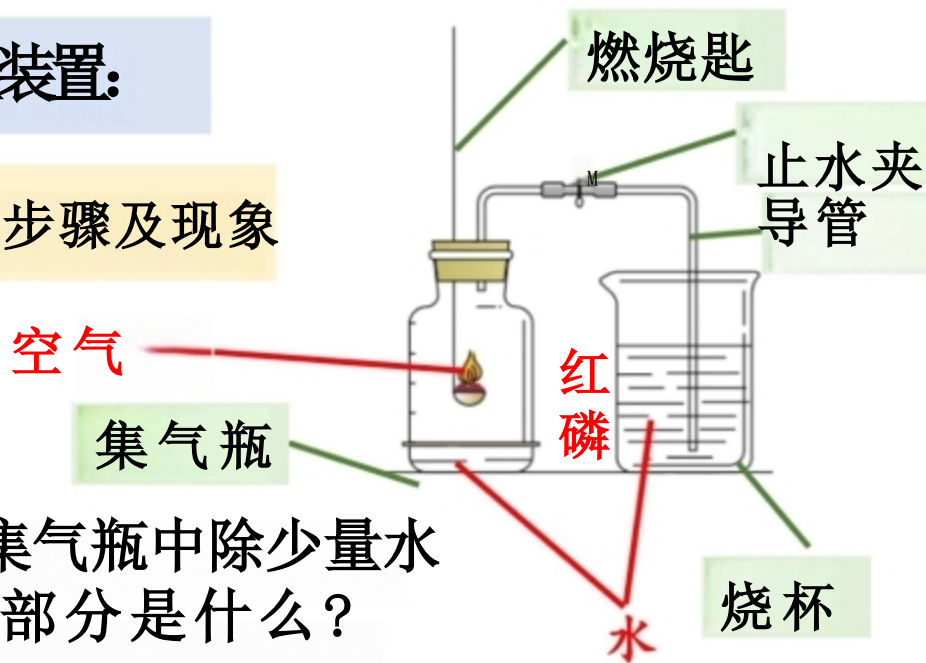 装置：
燃烧匙
M
止水夹
导管
步骤及现象
空气
红
磷
集气瓶
集气瓶中除少量水
部分是什么?
烧杯
水